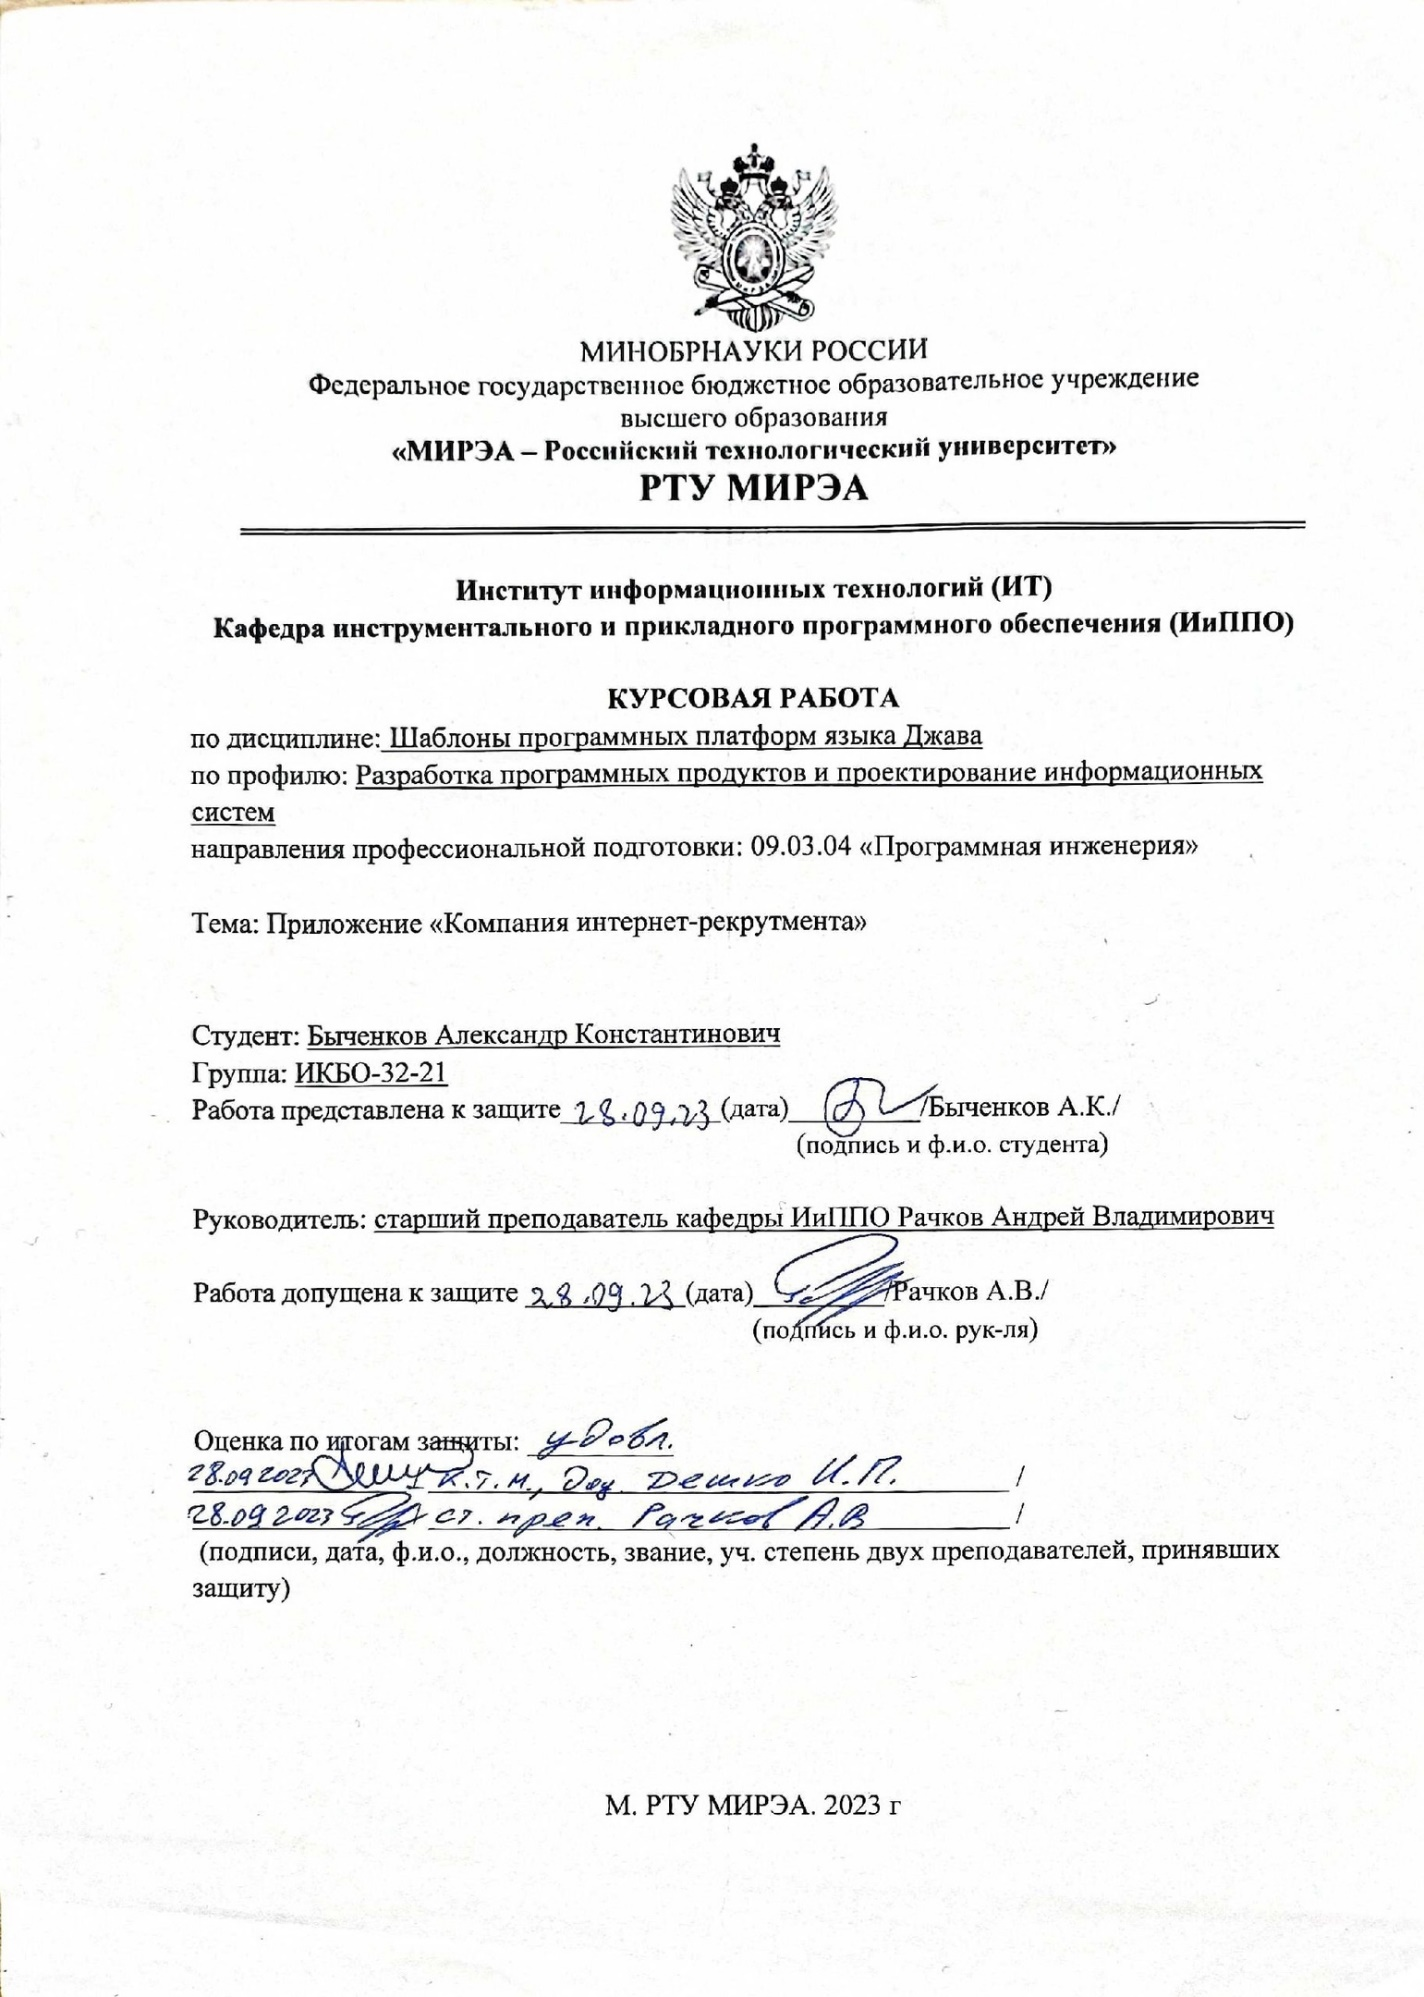 МИНОБРНАУКИ РОССИИ
Федеральное государственное бюджетное образовательное учреждение
высшего образования
«МИРЭА – Российский технологический университет»
РТУ МИРЭА
Институт информационных технологий (ИТ)
Кафедра инструментального и прикладного программного обеспечения (ИиППО)
КУРСОВАЯ РАБОТА
по дисциплине: Шаблоны программных платформ языка Джава
по профилю: Разработка программных продуктов и проектирование информационных
систем
направления профессиональной подготовки: 09.03.04 «Программная инженерия»
Тема: Приложение «Компания интернет-рекрутмента»
Студент: Быченков Александр Константинович
Группа: ИКБО-32-21
Работа представлена к защите 28.09.23 (дата) /Быченков А.К./
(подпись и ф.и.о. студента)
Руководитель: старший преподаватель кафедры ИиППО Рачков Андрей Владимирович
Работа допущена к защите 28.09.23 (дата) /Рачков А.В./
(подпись и ф.и.о. рук-ля)
Оценка по итогам защиты: удовл.
28.09 2023 к.т.н., доц. Дешко И.П. /
28.09 2023 ст. преп. Рачков А.В /
(подписи, дата, ф.и.о., должность, звание, уч. степень двух преподавателей, принявших
защиту)
М. РТУ МИРЭА. 2023 г